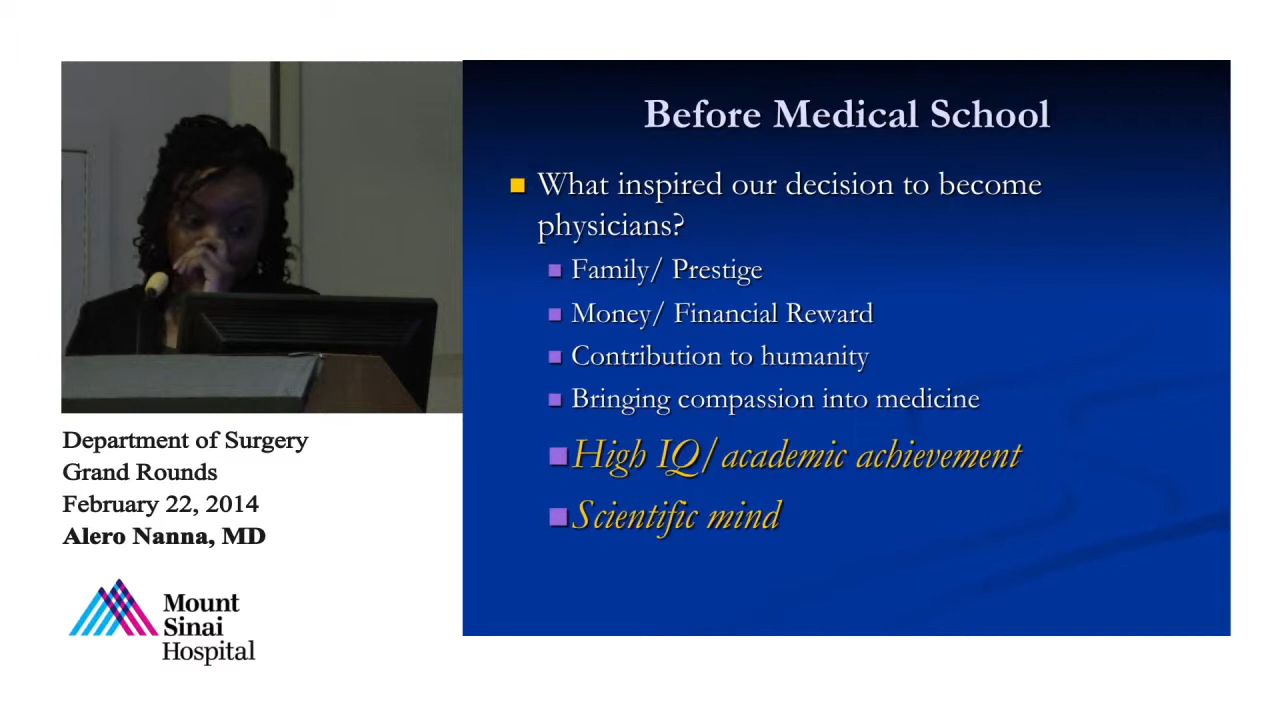 Before Medical School
What inspired our decision to become
physicians?
Family/ Prestige
Money/ Financial Reward
Contribution to humanity
Bringing compassion into medicine
High IQ/academic achievement
Scientific mind
Department of Surgery
Grand Rounds
February 22, 2014
Alero Nanna, MD
Mount
Sinai
Hospital